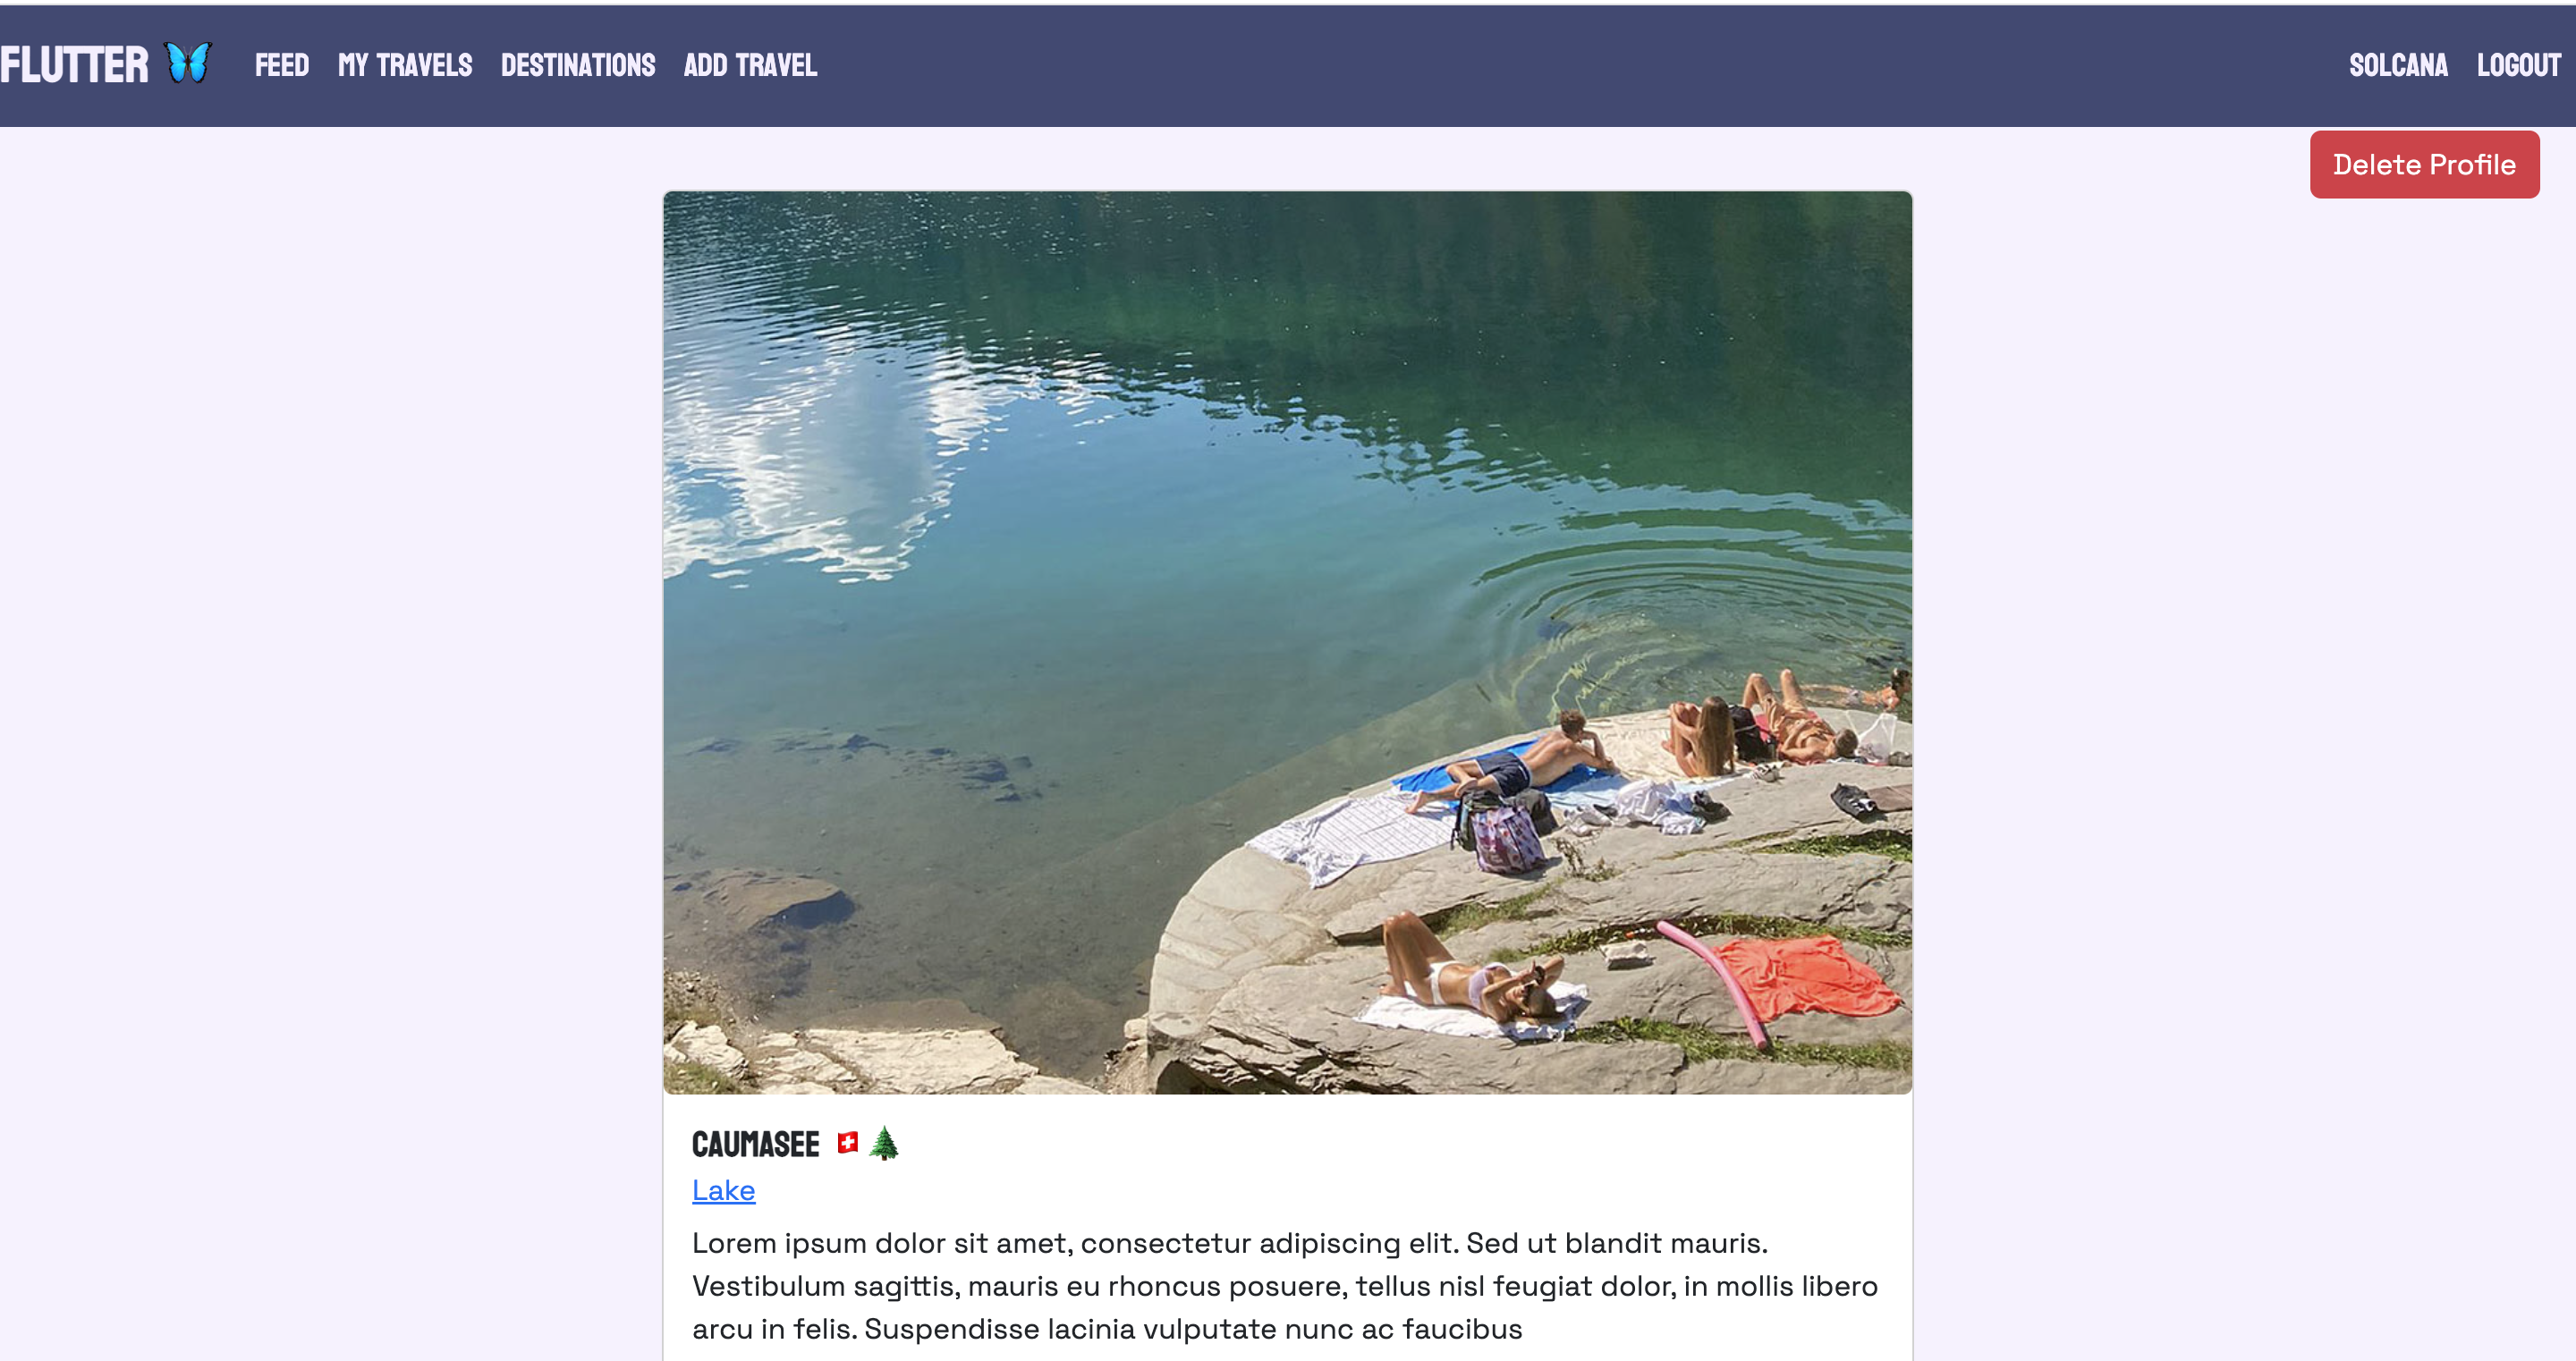 FLUTTER 🦋 FEED MY TRAVELS DESTINATIONS ADD TRAVEL SOLCANA LOGOUT
Delete Profile
CAUMASEE 🇨🇭🌲
Lake
Lorem ipsum dolor sit amet, consectetur adipiscing elit. Sed ut blandit mauris.
Vestibulum sagittis, mauris eu rhoncus posuere, tellus nisl feugiat dolor, in mollis libero
arcu in felis. Suspendisse lacinia vulputate nunc ac faucibus